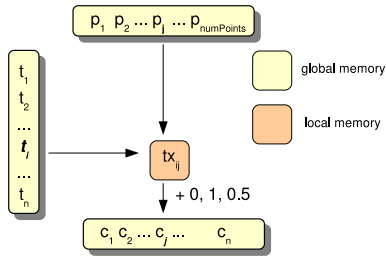 p1 p2 ... pj ... pnumPoints
t1
t2
...
ti
...
tn
global memory
local memory
txij
+ 0, 1, 0.5
c1 c2 ... cj ... cn